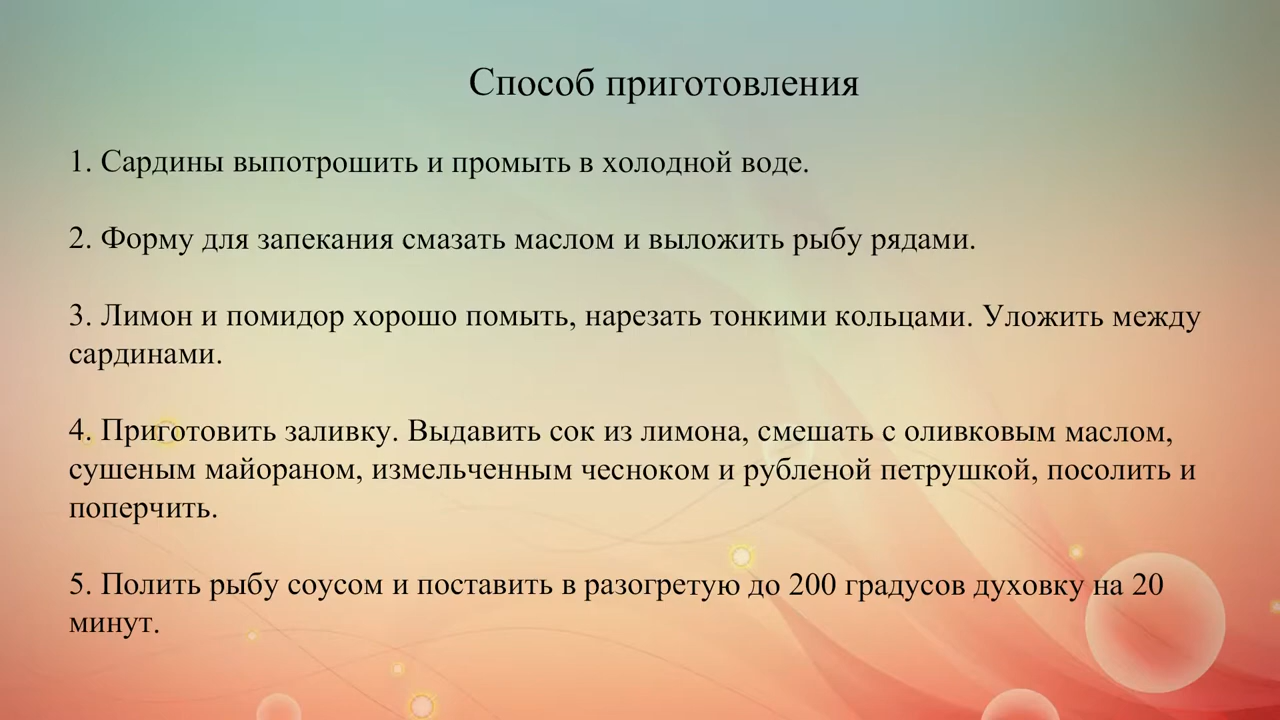 Способ приготовления
1. Сардины выпотрошить и промыть в холодной воде.
2. Форму для запекания смазать маслом и выложить рыбу рядами.
3. Лимон и помидор хорошо помыть, нарезать тонкими кольцами. Уложить между
сардинами.
4. Приготовить заливку. Выдавить сок из лимона, смешать с оливковым маслом,
сушеным майораном, измельченным чесноком и рубленой петрушкой, посолить и
поперчить.
5. Полить рыбу соусом и поставить в разогретую до 200 градусов духовку на 20
минут.